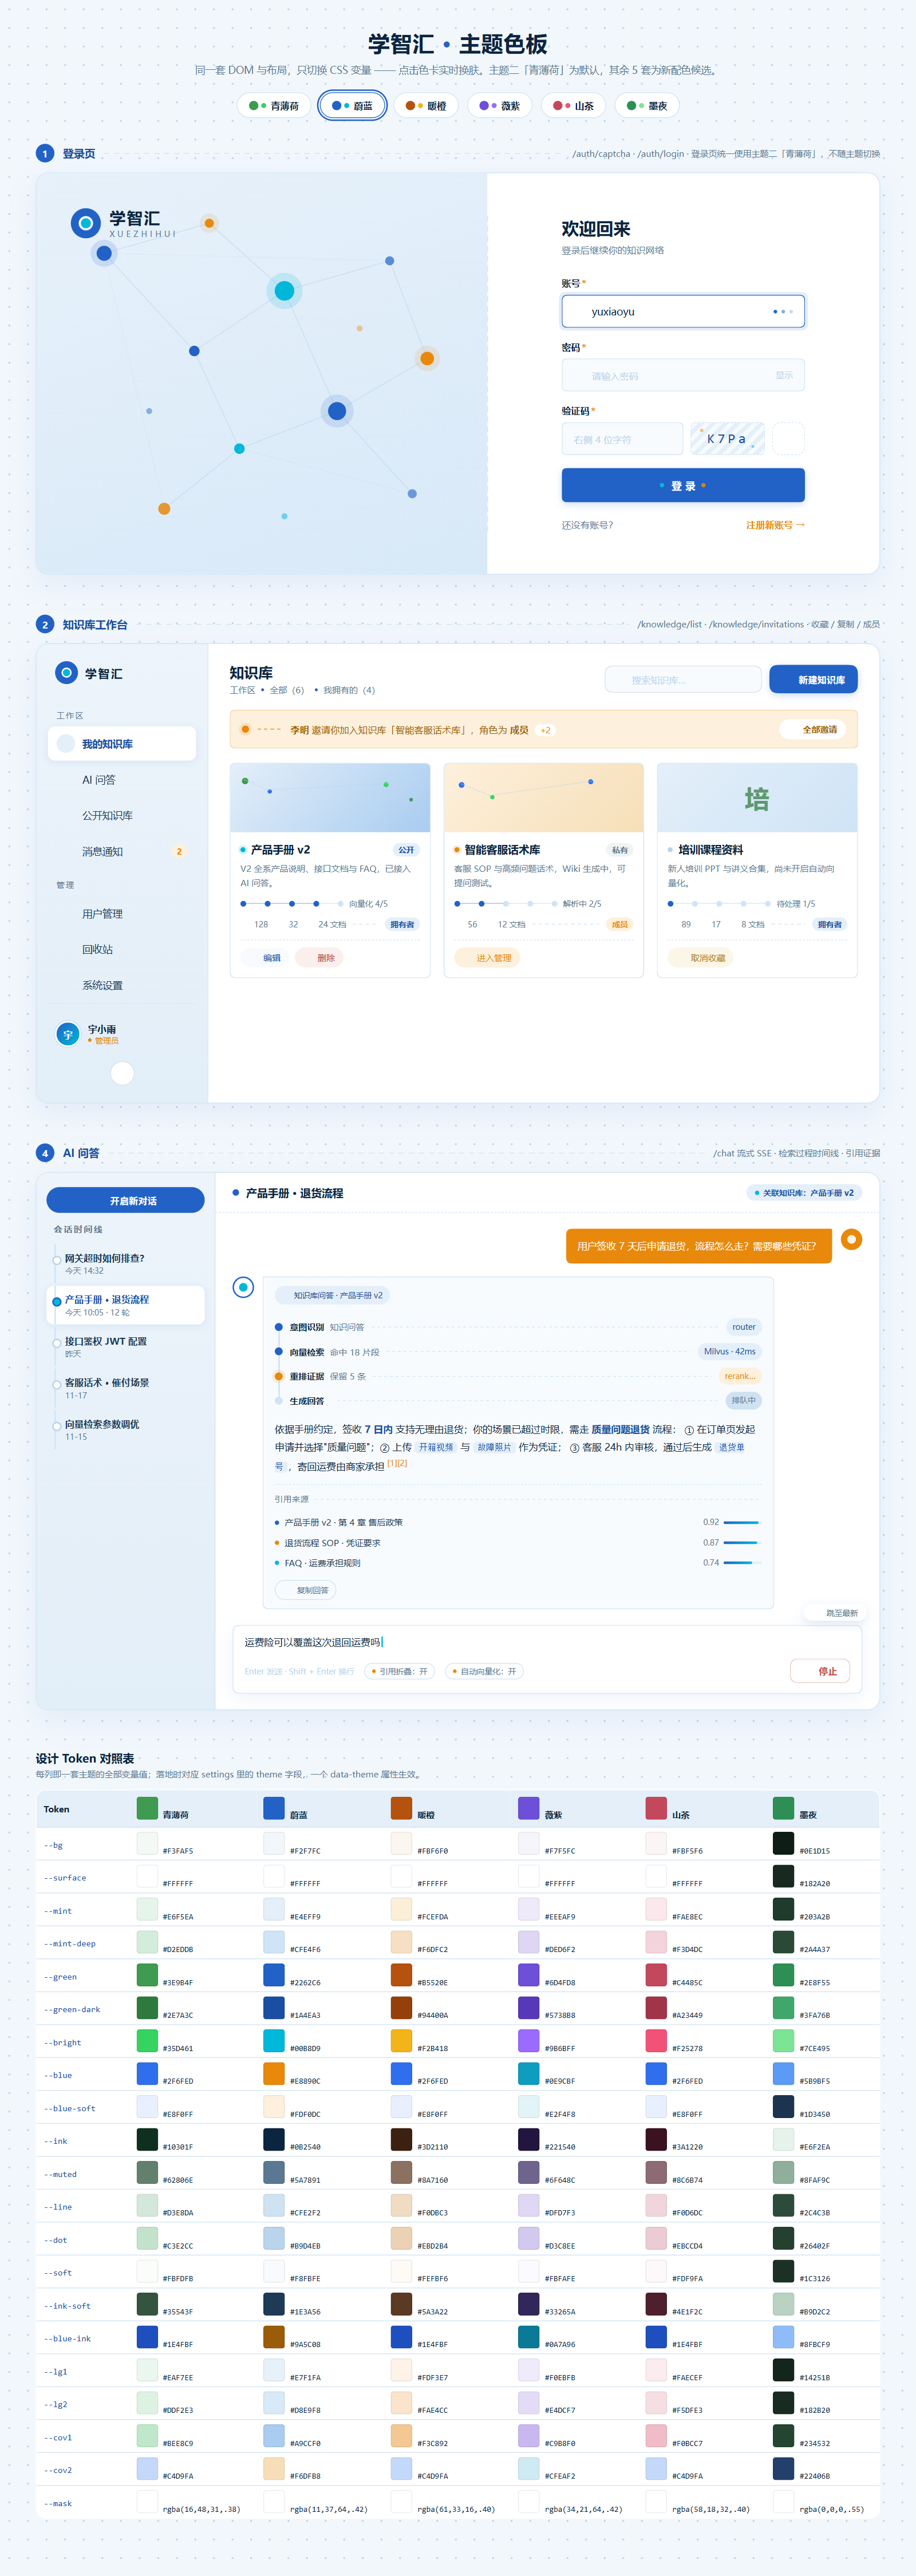 学智汇 • 主题色板
同一套 DOM 与布局，只切换 CSS 变量 —— 点击色卡实时换肤。主题二「青薄荷」为默认，其余 5 套为新配色候选。
青薄荷 蔚蓝 暖橙 薇紫 山茶 墨夜
1 登录页 /auth/captcha · /auth/login · 登录页统一使用主题二「青薄荷」，不随主题切换
学智汇
XUEZHIHUI
欢迎回来
登录后继续你的知识网络
账号*
yuxiaoyu
密码*
请输入密码 显示
验证码*
右侧 4 位字符 K7Pa
登 录
还没有账号? 注册新账号 →
2 知识库工作台 /knowledge/list · /knowledge/invitations · 收藏 / 复制 / 成员
学智汇
工作区
我的知识库
AI 问答
公开知识库
消息通知 2
管理
用户管理
回收站
系统设置
宇 宇小雨
管理员
知识库
工作区 • 全部（6） • 我拥有的（4）
搜索知识库... 新建知识库
李明 邀请你加入知识库「智能客服话术库」，角色为 成员 +2 全部邀请
产品手册 v2 公开
V2 全系产品说明、接口文档与 FAQ，已接入
AI 问答。
向量化 4/5
128 32 24 文档 拥有者
编辑 删除
智能客服话术库 私有
客服 SOP 与高频问题话术，Wiki 生成中，可
提问测试。
解析中 2/5
56 12 文档 成员
进入管理
培
培训课程资料
新人培训 PPT 与讲义合集，尚未开启自动向
量化。
待处理 1/5
89 17 8 文档 拥有者
取消收藏
4 AI 问答 /chat 流式 SSE · 检索过程时间线 · 引用证据
开启新对话
会话时间线
网关超时如何排查?
今天 14:32
产品手册 • 退货流程
今天 10:05 · 12 轮
接口鉴权 JWT 配置
昨天
客服话术 • 催付场景
11-17
向量检索参数调优
11-15
产品手册 • 退货流程 关联知识库：产品手册 v2
用户签收 7 天后申请退货，流程怎么走？需要哪些凭证?
知识库问答 · 产品手册 v2
意图识别 知识问答 router
向量检索 命中 18 片段 Milvus · 42ms
重排证据 保留 5 条 rerank...
生成回答 排队中
依据手册约定，签收 7 日内 支持无理由退货；你的场景已超过时限，需走 质量问题退货 流程： ① 在订单页发起
申请并选择"质量问题"；② 上传 开箱视频 与 故障照片 作为凭证；③ 客服 24h 内审核，通过后生成 退货单
号 ，寄回运费由商家承担 [1][2]
引用来源
产品手册 v2 · 第 4 章 售后政策 0.92
退货流程 SOP · 凭证要求 0.87
FAQ · 运费承担规则 0.74
复制回答
跳至最新
运费险可以覆盖这次退回运费吗
Enter 发送 · Shift + Enter 换行 引用折叠：开 自动向量化：开 停止
设计 Token 对照表
每列即一套主题的全部变量值；落地时对应 settings 里的 theme 字段，一个 data-theme 属性生效。
Token 青薄荷 蔚蓝 暖橙 薇紫 山茶 墨夜
--bg #F3FAF5 #F2F7FC #FBF6F0 #F7F5FC #FBF5F6 #0E1D15
--surface #FFFFFF #FFFFFF #FFFFFF #FFFFFF #FFFFFF #182A20
--mint #E6F5EA #E4EFF9 #FCEFDA #EEEAF9 #FAE8EC #203A2B
--mint-deep #D2EDDB #CFE4F6 #F6DFC2 #DED6F2 #F3D4DC #2A4A37
--green #3E9B4F #2262C6 #B5520E #6D4FD8 #C4485C #2E8F55
--green-dark #2E7A3C #1A4EA3 #94400A #5738B8 #A23449 #3FA76B
--bright #35D461 #00B8D9 #F2B418 #9B6BFF #F25278 #7CE495
--blue #2F6FED #E8890C #2F6FED #0E9CBF #2F6FED #5B9BF5
--blue-soft #E8F0FF #FDF0DC #E8F0FF #E2F4F8 #E8F0FF #1D3450
--ink #10301F #0B2540 #3D2110 #221540 #3A1220 #E6F2EA
--muted #62806E #5A7891 #8A7160 #6F648C #8C6B74 #8FAF9C
--line #D3E8DA #CFE2F2 #F0DBC3 #DFD7F3 #F0D6DC #2C4C3B
--dot #C3E2CC #B9D4EB #EBD2B4 #D3C8EE #EBCCD4 #26402F
--soft #FBFDFB #F8FBFE #FEFBF6 #FBFAFE #FDF9FA #1C3126
--ink-soft #35543F #1E3A56 #5A3A22 #33265A #4E1F2C #B9D2C2
--blue-ink #1E4FBF #9A5C08 #1E4FBF #0A7A96 #1E4FBF #8FBCF9
--lg1 #EAF7EE #E7F1FA #FDF3E7 #F0EBFB #FAECEF #14251B
--lg2 #DDF2E3 #D8E9F8 #FAE4CC #E4DCF7 #F5DFE3 #182B20
--cov1 #BEE8C9 #A9CCF0 #F3C892 #C9B8F0 #F0BCC7 #234532
--cov2 #C4D9FA #F6DFB8 #C4D9FA #CFEAF2 #C4D9FA #22406B
--mask rgba(16,48,31,.38) rgba(11,37,64,.42) rgba(61,33,16,.40) rgba(34,21,64,.42) rgba(58,18,32,.40) rgba(0,0,0,.55)